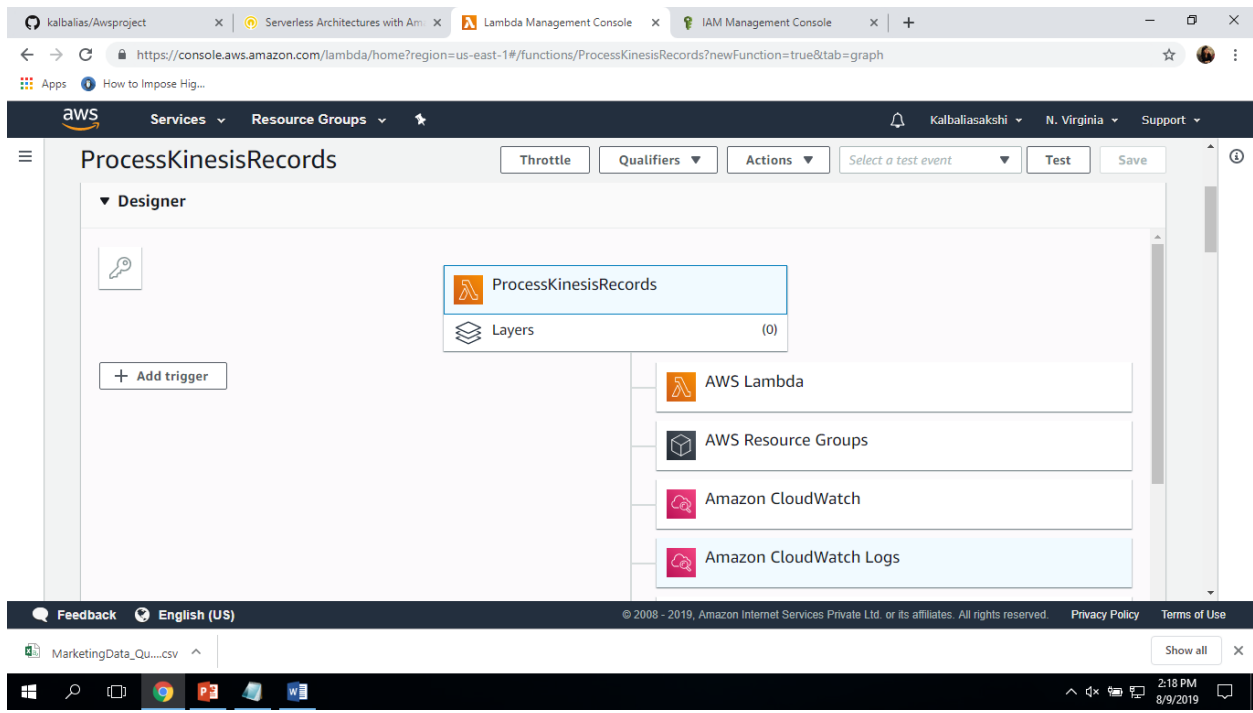 kalbalias/Awsproject
Serverless Architectures with Am
Lambda Management Console
IAM Management Console
https://console.aws.amazon.com/lambda/home?region=us-east-1#/functions/ProcessKinesisRecords?newFunction=true&tab=graph
Apps How to Impose Hig...
aws Services Resource Groups Kalbaliasakshi N. Virginia Support
ProcessKinesisRecords Throttle Qualifiers Actions Select a test event Test Save
Designer
ProcessKinesisRecords
Layers (0)
+ Add trigger
AWS Lambda
AWS Resource Groups
Amazon CloudWatch
Amazon CloudWatch Logs
Feedback English (US) © 2008 - 2019, Amazon Internet Services Private Ltd. or its affiliates. All rights reserved. Privacy Policy Terms of Use
MarketingData_Qu....csv Show all
2:18 PM
8/9/2019